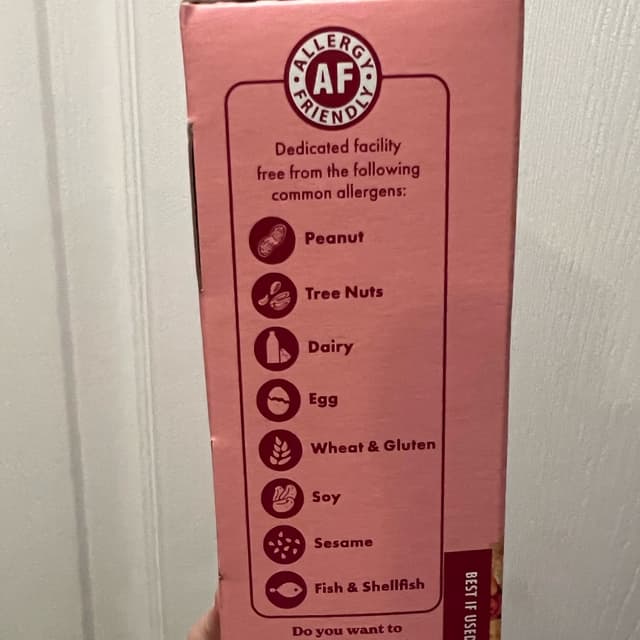 ALLERGY
AF
FRIENDLY
Dedicated facility
free from the following
common allergens:
Peanut
Tree Nuts
Dairy
Egg
Wheat & Gluten
Soy
Sesame
Fish & Shellfish
Do you want to
BEST IF USED